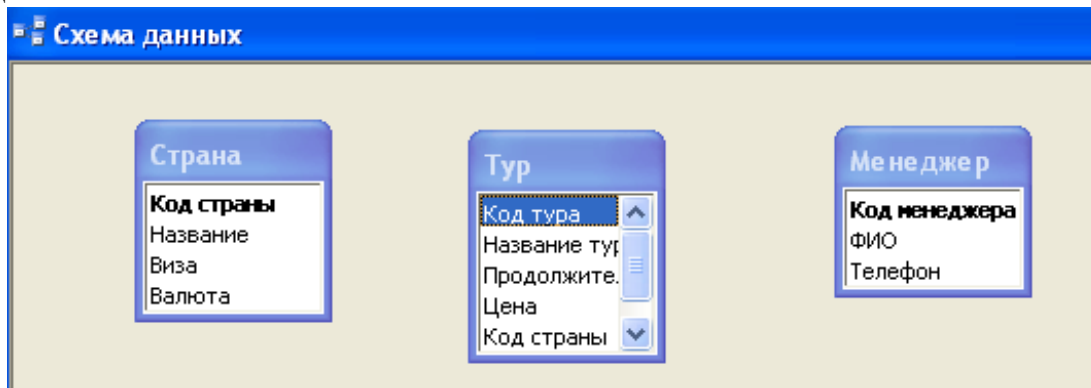 Схема данных
Страна
Код страны
Название
Виза
Валюта
Тур
Код тура
Название тур
Продолжите.
Цена
Код страны
Менеджер
Код менеджера
ФИО
Телефон